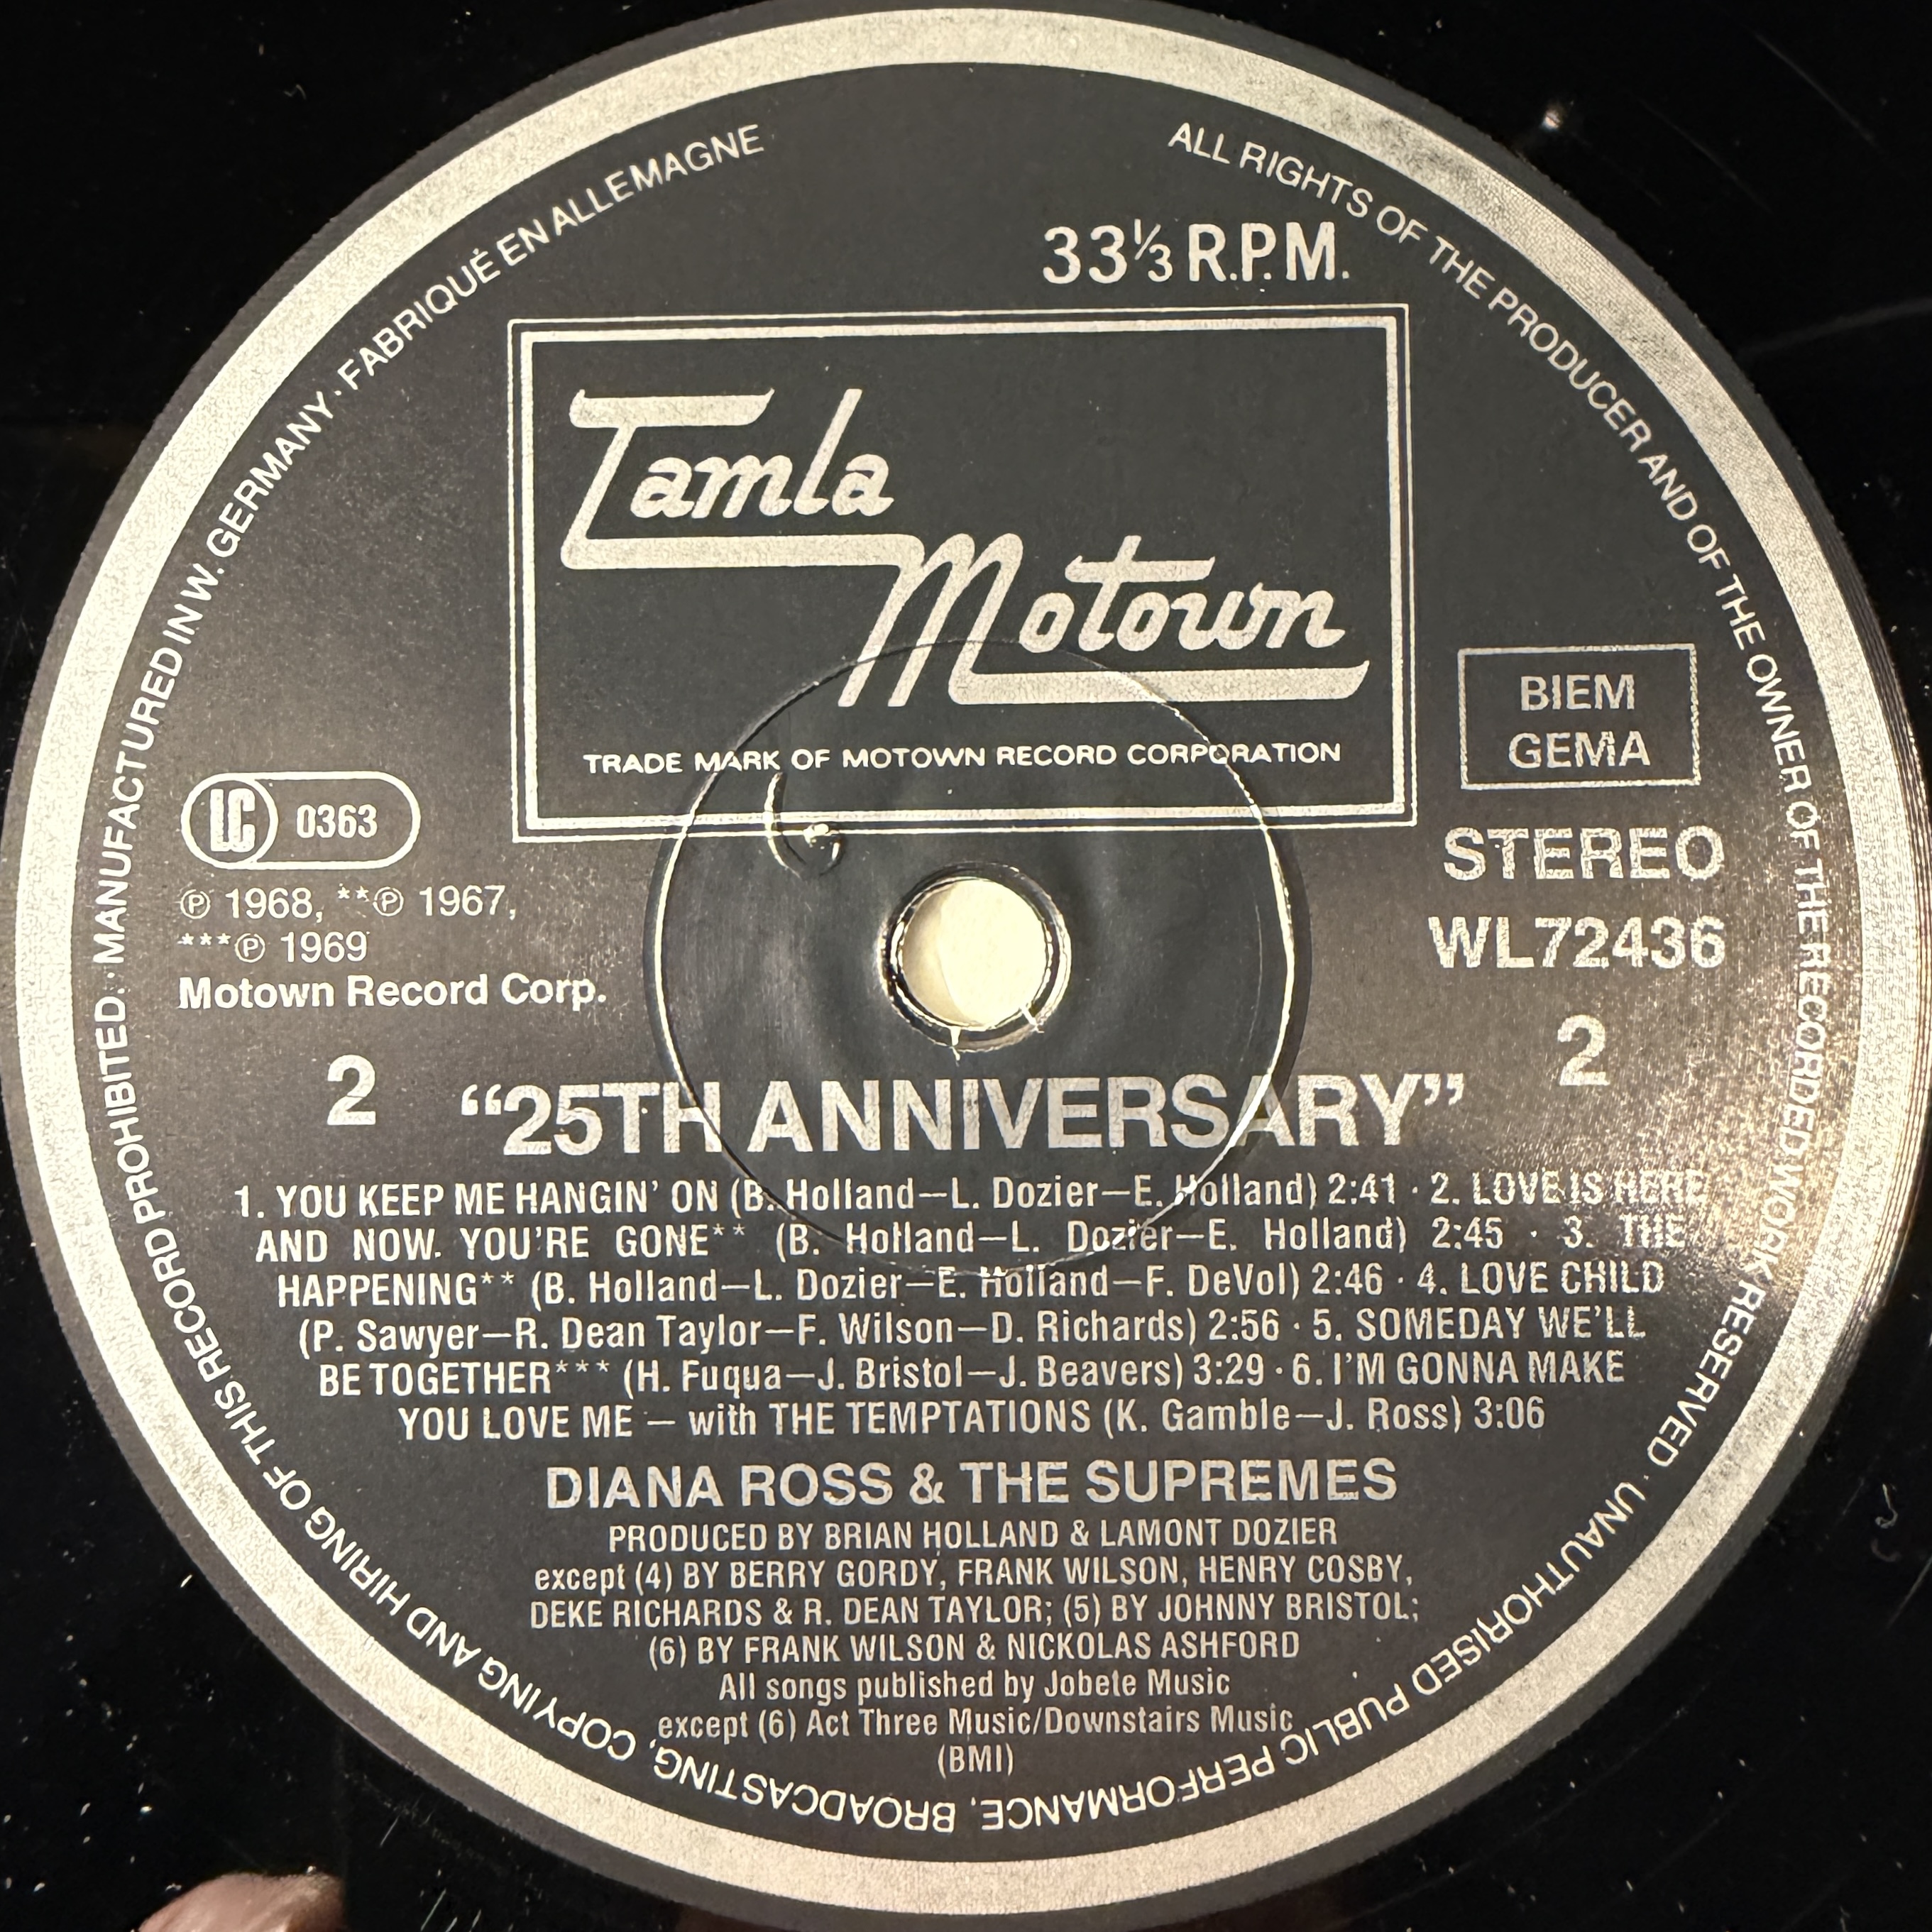 MANUFACTURED IN W. GERMANY · FABRIQUÉ EN ALLEMAGNE
ALL RIGHTS OF THE PRODUCER AND OF THE OWNER OF THE RECORDED WORK RESERVED · UNAUTHORISED PUBLIC PERFORMANCE, BROADCASTING, COPYING AND HIRING OF THIS RECORD PROHIBITED.
33⅓ R.P.M.
Tamla
Motown
TRADE MARK OF MOTOWN RECORD CORPORATION
BIEM
GEMA
LC 0363
STEREO
℗ 1968, **℗ 1967,
***℗ 1969
WL72436
Motown Record Corp.
2
2
“25TH ANNIVERSARY”
1. YOU KEEP ME HANGIN’ ON (B. Holland—L. Dozier—E. Holland) 2:41 · 2. LOVE IS HERE
AND NOW. YOU’RE GONE** (B. Holland—L. Dozier—E. Holland) 2:45 · 3. THE
HAPPENING** (B. Holland—L. Dozier—E. Holland—F. DeVol) 2:46 · 4. LOVE CHILD
(P. Sawyer—R. Dean Taylor—F. Wilson—D. Richards) 2:56 · 5. SOMEDAY WE’LL
BE TOGETHER*** (H. Fuqua—J. Bristol—J. Beavers) 3:29 · 6. I’M GONNA MAKE
YOU LOVE ME — with THE TEMPTATIONS (K. Gamble—J. Ross) 3:06
DIANA ROSS & THE SUPREMES
PRODUCED BY BRIAN HOLLAND & LAMONT DOZIER
except (4) BY BERRY GORDY, FRANK WILSON, HENRY COSBY,
DEKE RICHARDS & R. DEAN TAYLOR; (5) BY JOHNNY BRISTOL;
(6) BY FRANK WILSON & NICKOLAS ASHFORD
All songs published by Jobete Music
except (6) Act Three Music/Downstairs Music
(BMI)